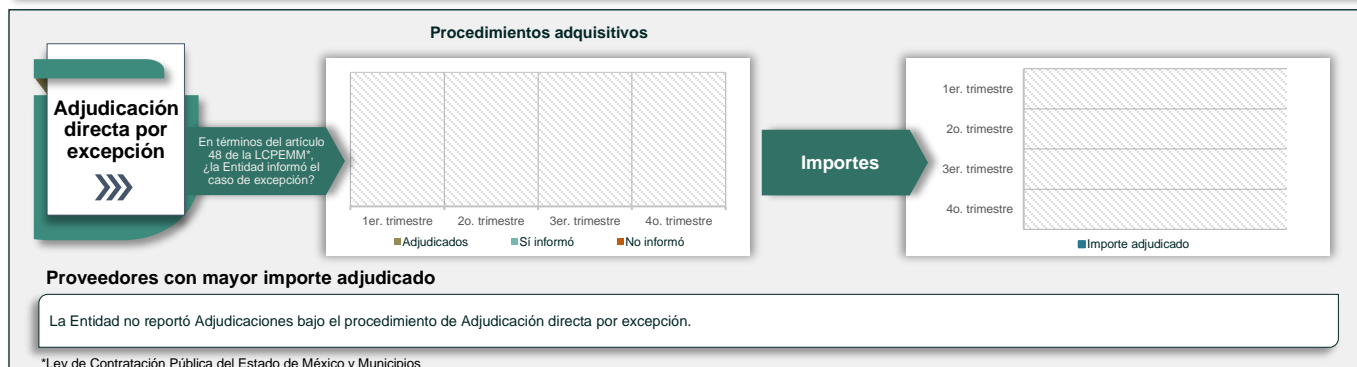 Procedimientos adquisitivos
Adjudicación
directa por
excepción
En términos del artículo
48 de la LCPEMM*,
¿la Entidad informó el
caso de excepción?
1er. trimestre
2o. trimestre
3er. trimestre
4o. trimestre
Adjudicados
Sí informó
No informó
Importes
1er. trimestre
2o. trimestre
3er. trimestre
4o. trimestre
Importe adjudicado
Proveedores con mayor importe adjudicado
La Entidad no reportó Adjudicaciones bajo el procedimiento de Adjudicación directa por excepción.
*Ley de Contratación Pública del Estado de México y Municipios